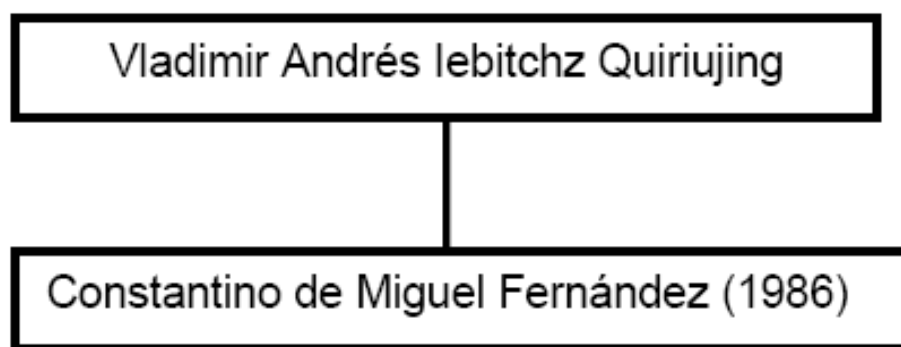 Vladimir Andrés Iebitchz Quiriujing
Constantino de Miguel Fernández (1986)